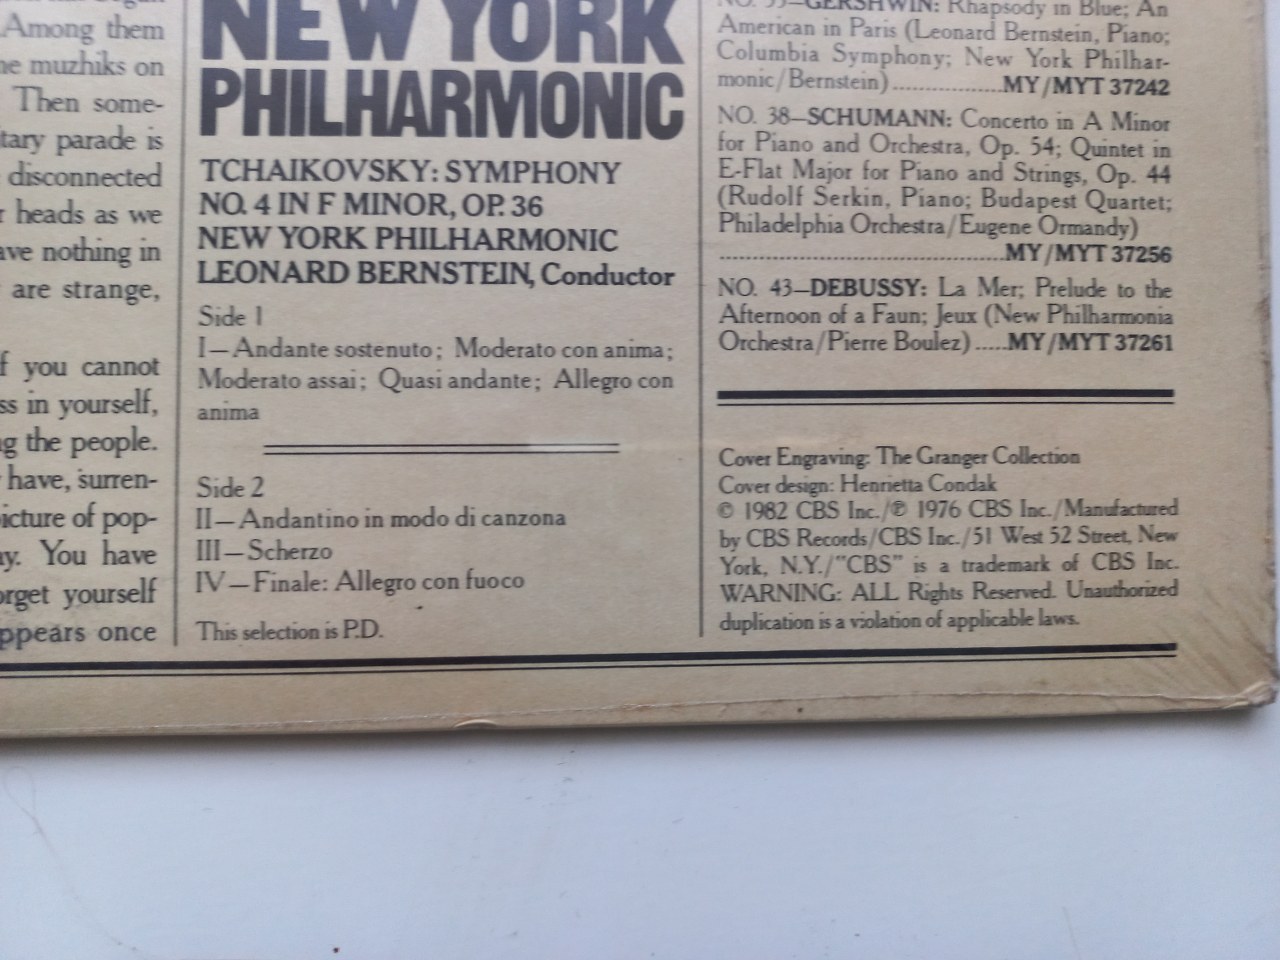 Among them
muzhiks on
Then some-
parade is
disconnected
heads as we
nothing in
are strange,
you cannot
in yourself,
the people.
have, surren-
of pop-
You have
yourself
once
NEW YORK
PHILHARMONIC
TCHAIKOVSKY: SYMPHONY
NO. 4 IN F MINOR, OP. 36
NEW YORK PHILHARMONIC
LEONARD BERNSTEIN, Conductor
Side 1
I—Andante sostenuto; Moderato con anima;
Moderato assai; Quasi andante; Allegro con
anima
Side 2
II—Andantino in modo di canzona
III—Scherzo
IV—Finale: Allegro con fuoco
This selection is P.D.
GERSHWIN: Rhapsody in Blue; An
American in Paris (Leonard Bernstein, Piano;
Columbia Symphony; New York Philhar-
monic/Bernstein)..................MY/MYT 37242
NO. 38—SCHUMANN: Concerto in A Minor
for Piano and Orchestra, Op. 54; Quintet in
E-Flat Major for Piano and Strings, Op. 44
(Rudolf Serkin, Piano; Budapest Quartet;
Philadelphia Orchestra/Eugene Ormandy)
..............................................MY/MYT 37256
NO. 43—DEBUSSY: La Mer; Prelude to the
Afternoon of a Faun; Jeux (New Philharmonia
Orchestra/Pierre Boulez).....MY/MYT 37261
Cover Engraving: The Granger Collection
Cover design: Henrietta Condak
© 1982 CBS Inc./℗ 1976 CBS Inc./Manufactured
by CBS Records/CBS Inc./51 West 52 Street, New
York, N.Y./"CBS" is a trademark of CBS Inc.
WARNING: ALL Rights Reserved. Unauthorized
duplication is a violation of applicable laws.